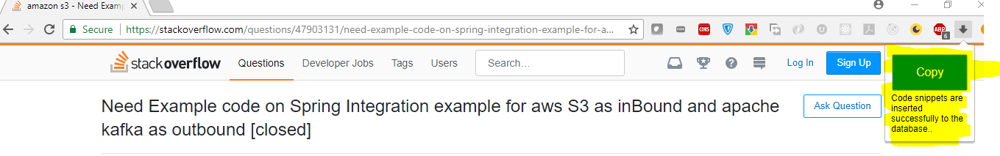 amazon s3 - Need Examp
Secure https://stackoverflow.com/questions/47903131/need-example-code-on-spring-integration-example-for-a...
CORS
ABP
6
stackoverflow Questions Developer Jobs Tags Users Search... Log In Sign Up
Need Example code on Spring Integration example for aws S3 as inBound and apache
kafka as outbound [closed]
Ask Question
Copy
Code snippets are
inserted
successfully to the
database..